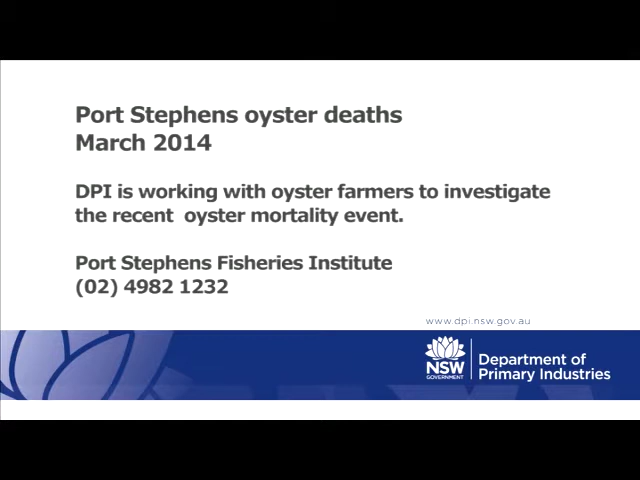 Port Stephens oyster deaths
March 2014
DPI is working with oyster farmers to investigate
the recent  oyster mortality event.
Port Stephens Fisheries Institute
(02) 4982 1232
www.dpi.nsw.gov.au
NSW
GOVERNMENT
Department of
Primary Industries